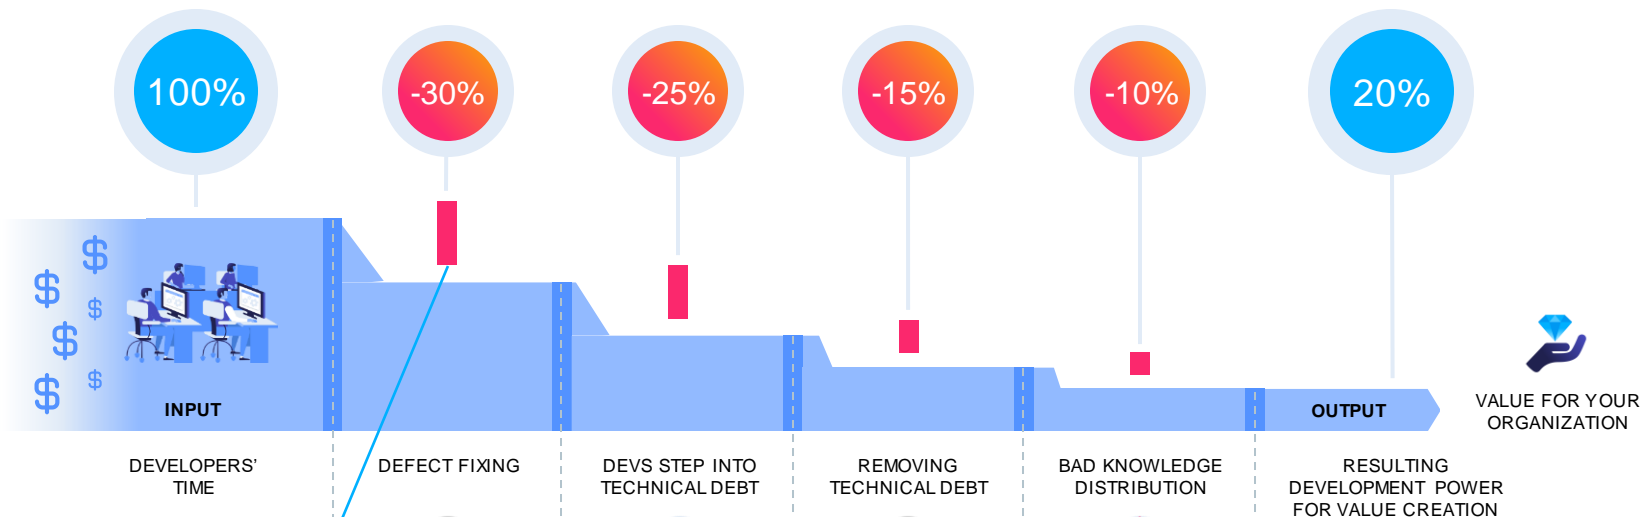 100%
-30%
-25%
-15%
-10%
20%
$
$
$
$
$
$
INPUT
OUTPUT
VALUE FOR YOUR
ORGANIZATION
DEVELOPERS'
TIME
DEFECT FIXING
DEVS STEP INTO
TECHNICAL DEBT
REMOVING
TECHNICAL DEBT
BAD KNOWLEDGE
DISTRIBUTION
RESULTING
DEVELOPMENT POWER
FOR VALUE CREATION